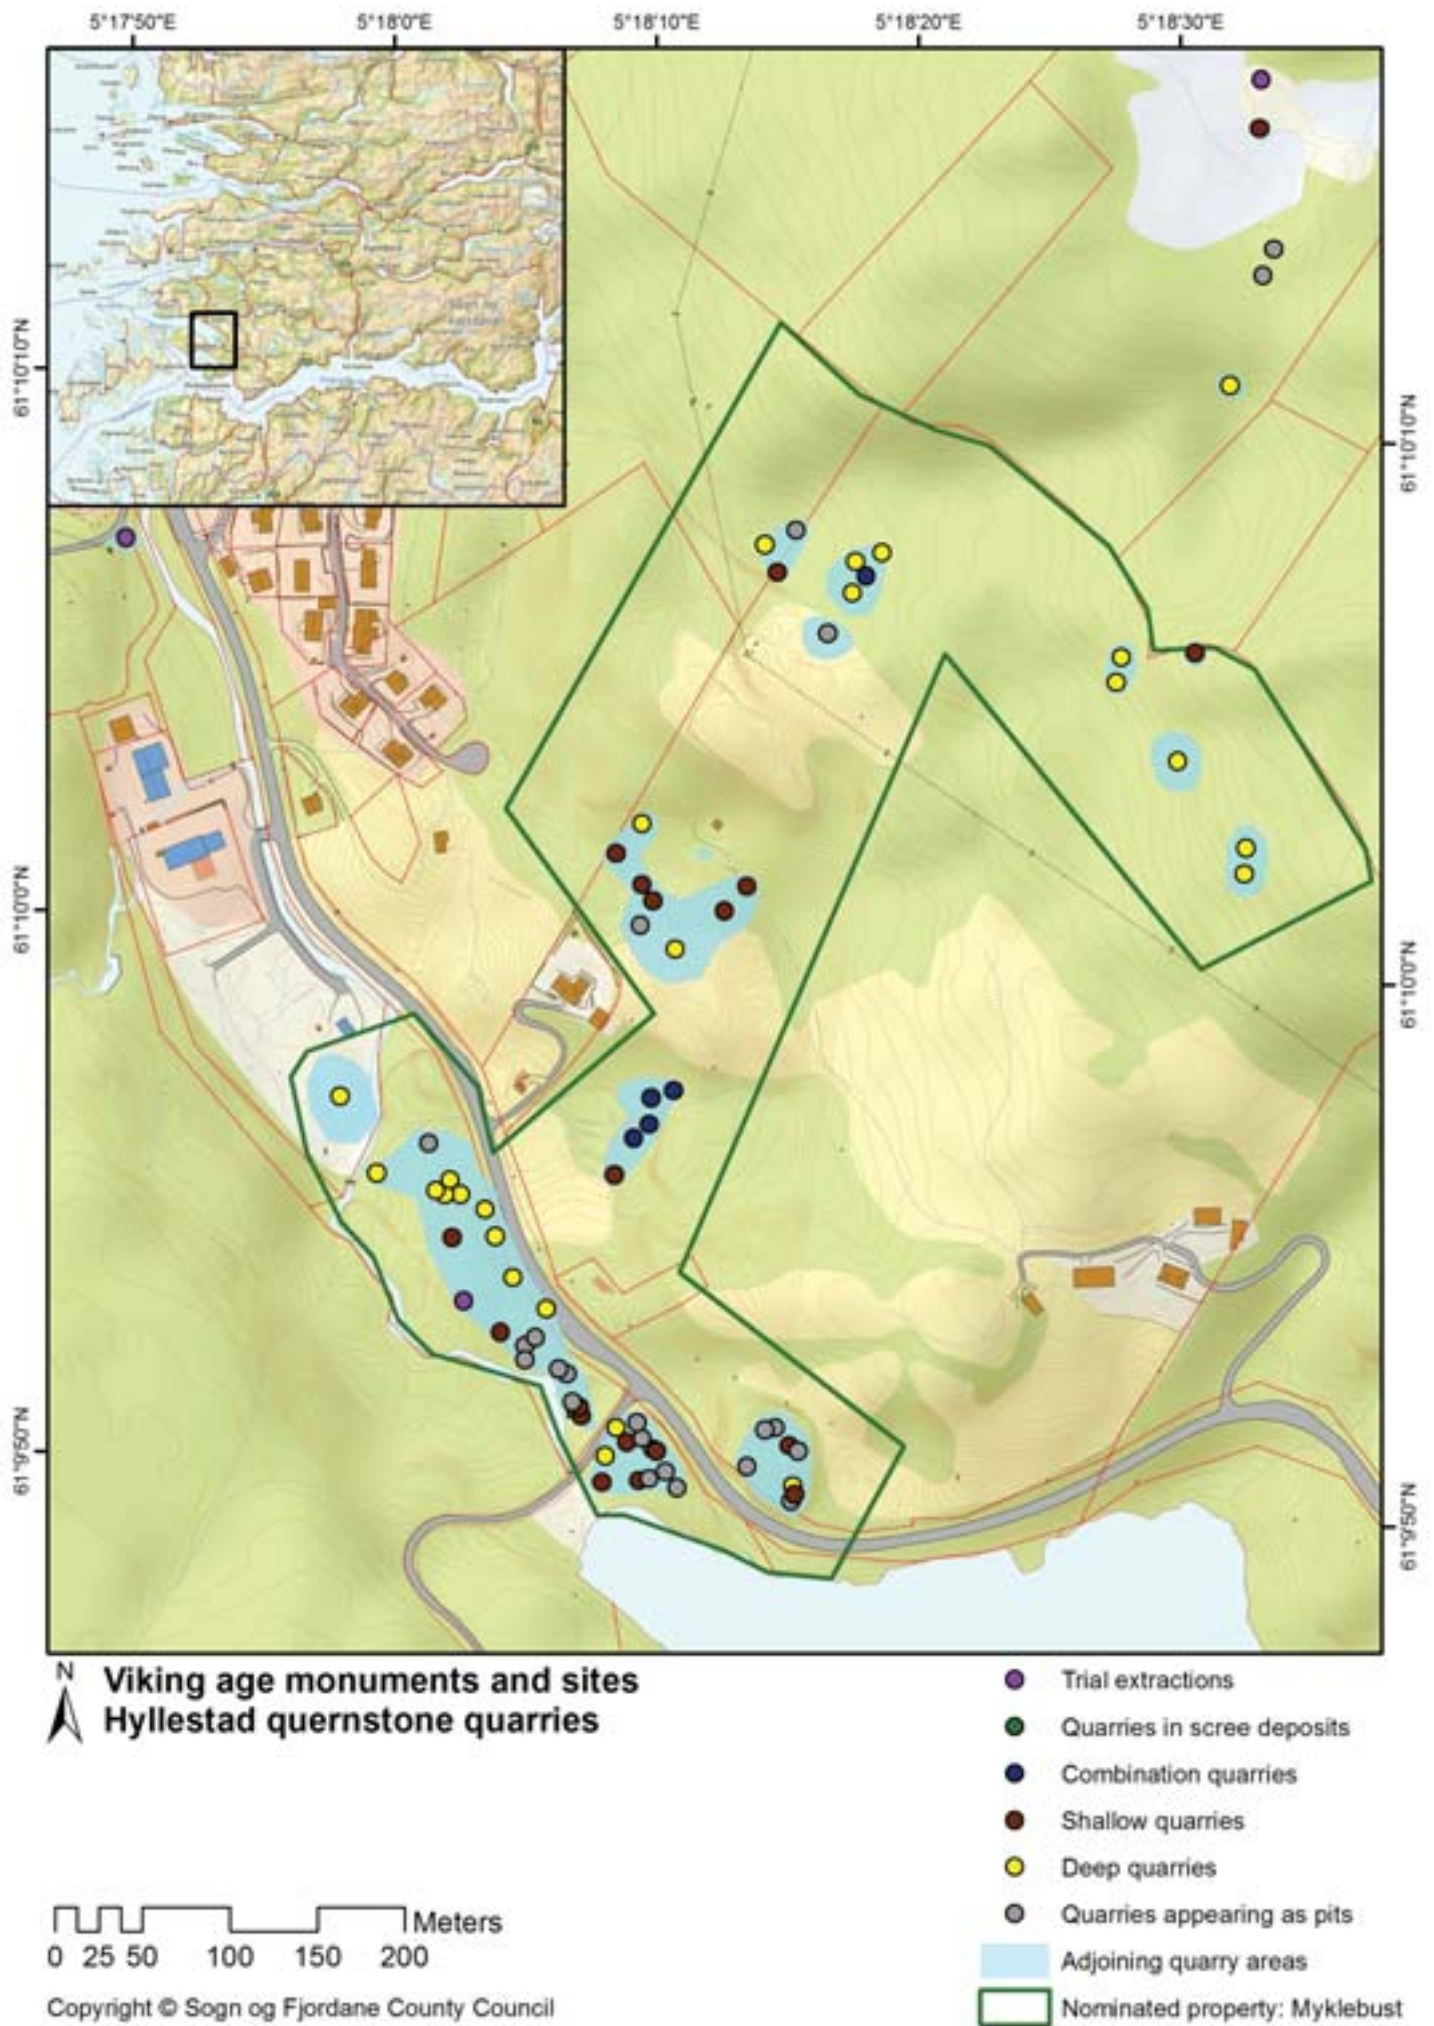 5°17'50"E 5°18'0"E 5°18'10"E 5°18'20"E 5°18'30"E
61°10'10"N
61°10'10"N
61°10'0"N
61°10'0"N
61°9'50"N
61°9'50"N
N
Viking age monuments and sites
Hyllestad quernstone quarries
Trial extractions
Quarries in scree deposits
Combination quarries
Shallow quarries
Deep quarries
Quarries appearing as pits
Adjoining quarry areas
Nominated property: Myklebust
Meters
0 25 50 100 150 200
Copyright © Sogn og Fjordane County Council